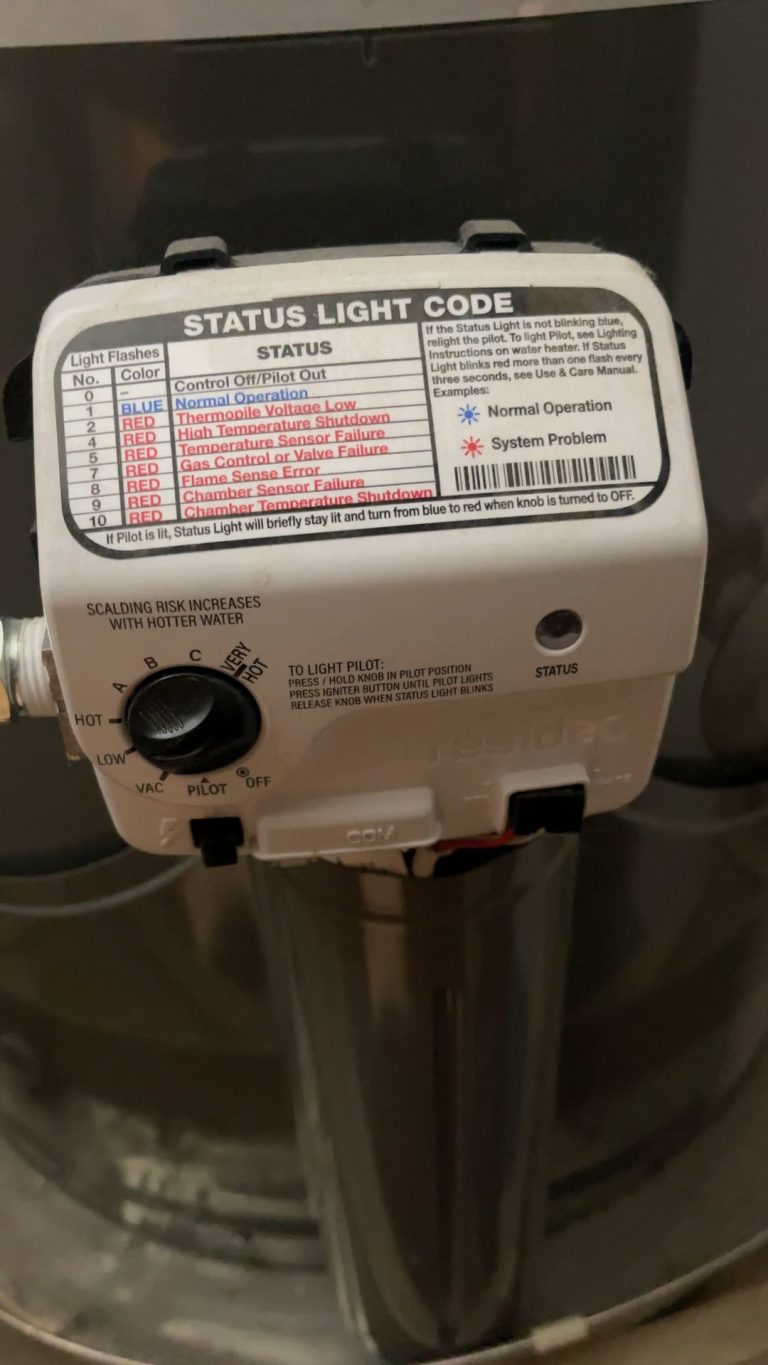 STATUS LIGHT CODE
Light Flashes
STATUS
No. Color
0 – Control Off/Pilot Out
1 BLUE Normal Operation
2 RED Thermopile Voltage Low
4 RED High Temperature Shutdown
5 RED Temperature Sensor Failure
7 RED Gas Control or Valve Failure
8 RED Flame Sense Error
9 RED Chamber Sensor Failure
10 RED Chamber Temperature Shutdown
If the Status Light is not blinking blue,
relight the pilot. To light Pilot, see Lighting
Instructions on water heater. If Status
Light blinks red more than one flash every
three seconds, see Use & Care Manual.
Examples:
Normal Operation
System Problem
If Pilot is lit, Status Light will briefly stay lit and turn from blue to red when knob is turned to OFF.
SCALDING RISK INCREASES
WITH HOTTER WATER
A
B
C
VERY
HOT
HOT
LOW
VAC
PILOT
OFF
TO LIGHT PILOT:
PRESS / HOLD KNOB IN PILOT POSITION
PRESS IGNITER BUTTON UNTIL PILOT LIGHTS
RELEASE KNOB WHEN STATUS LIGHT BLINKS
STATUS
resideo
COM